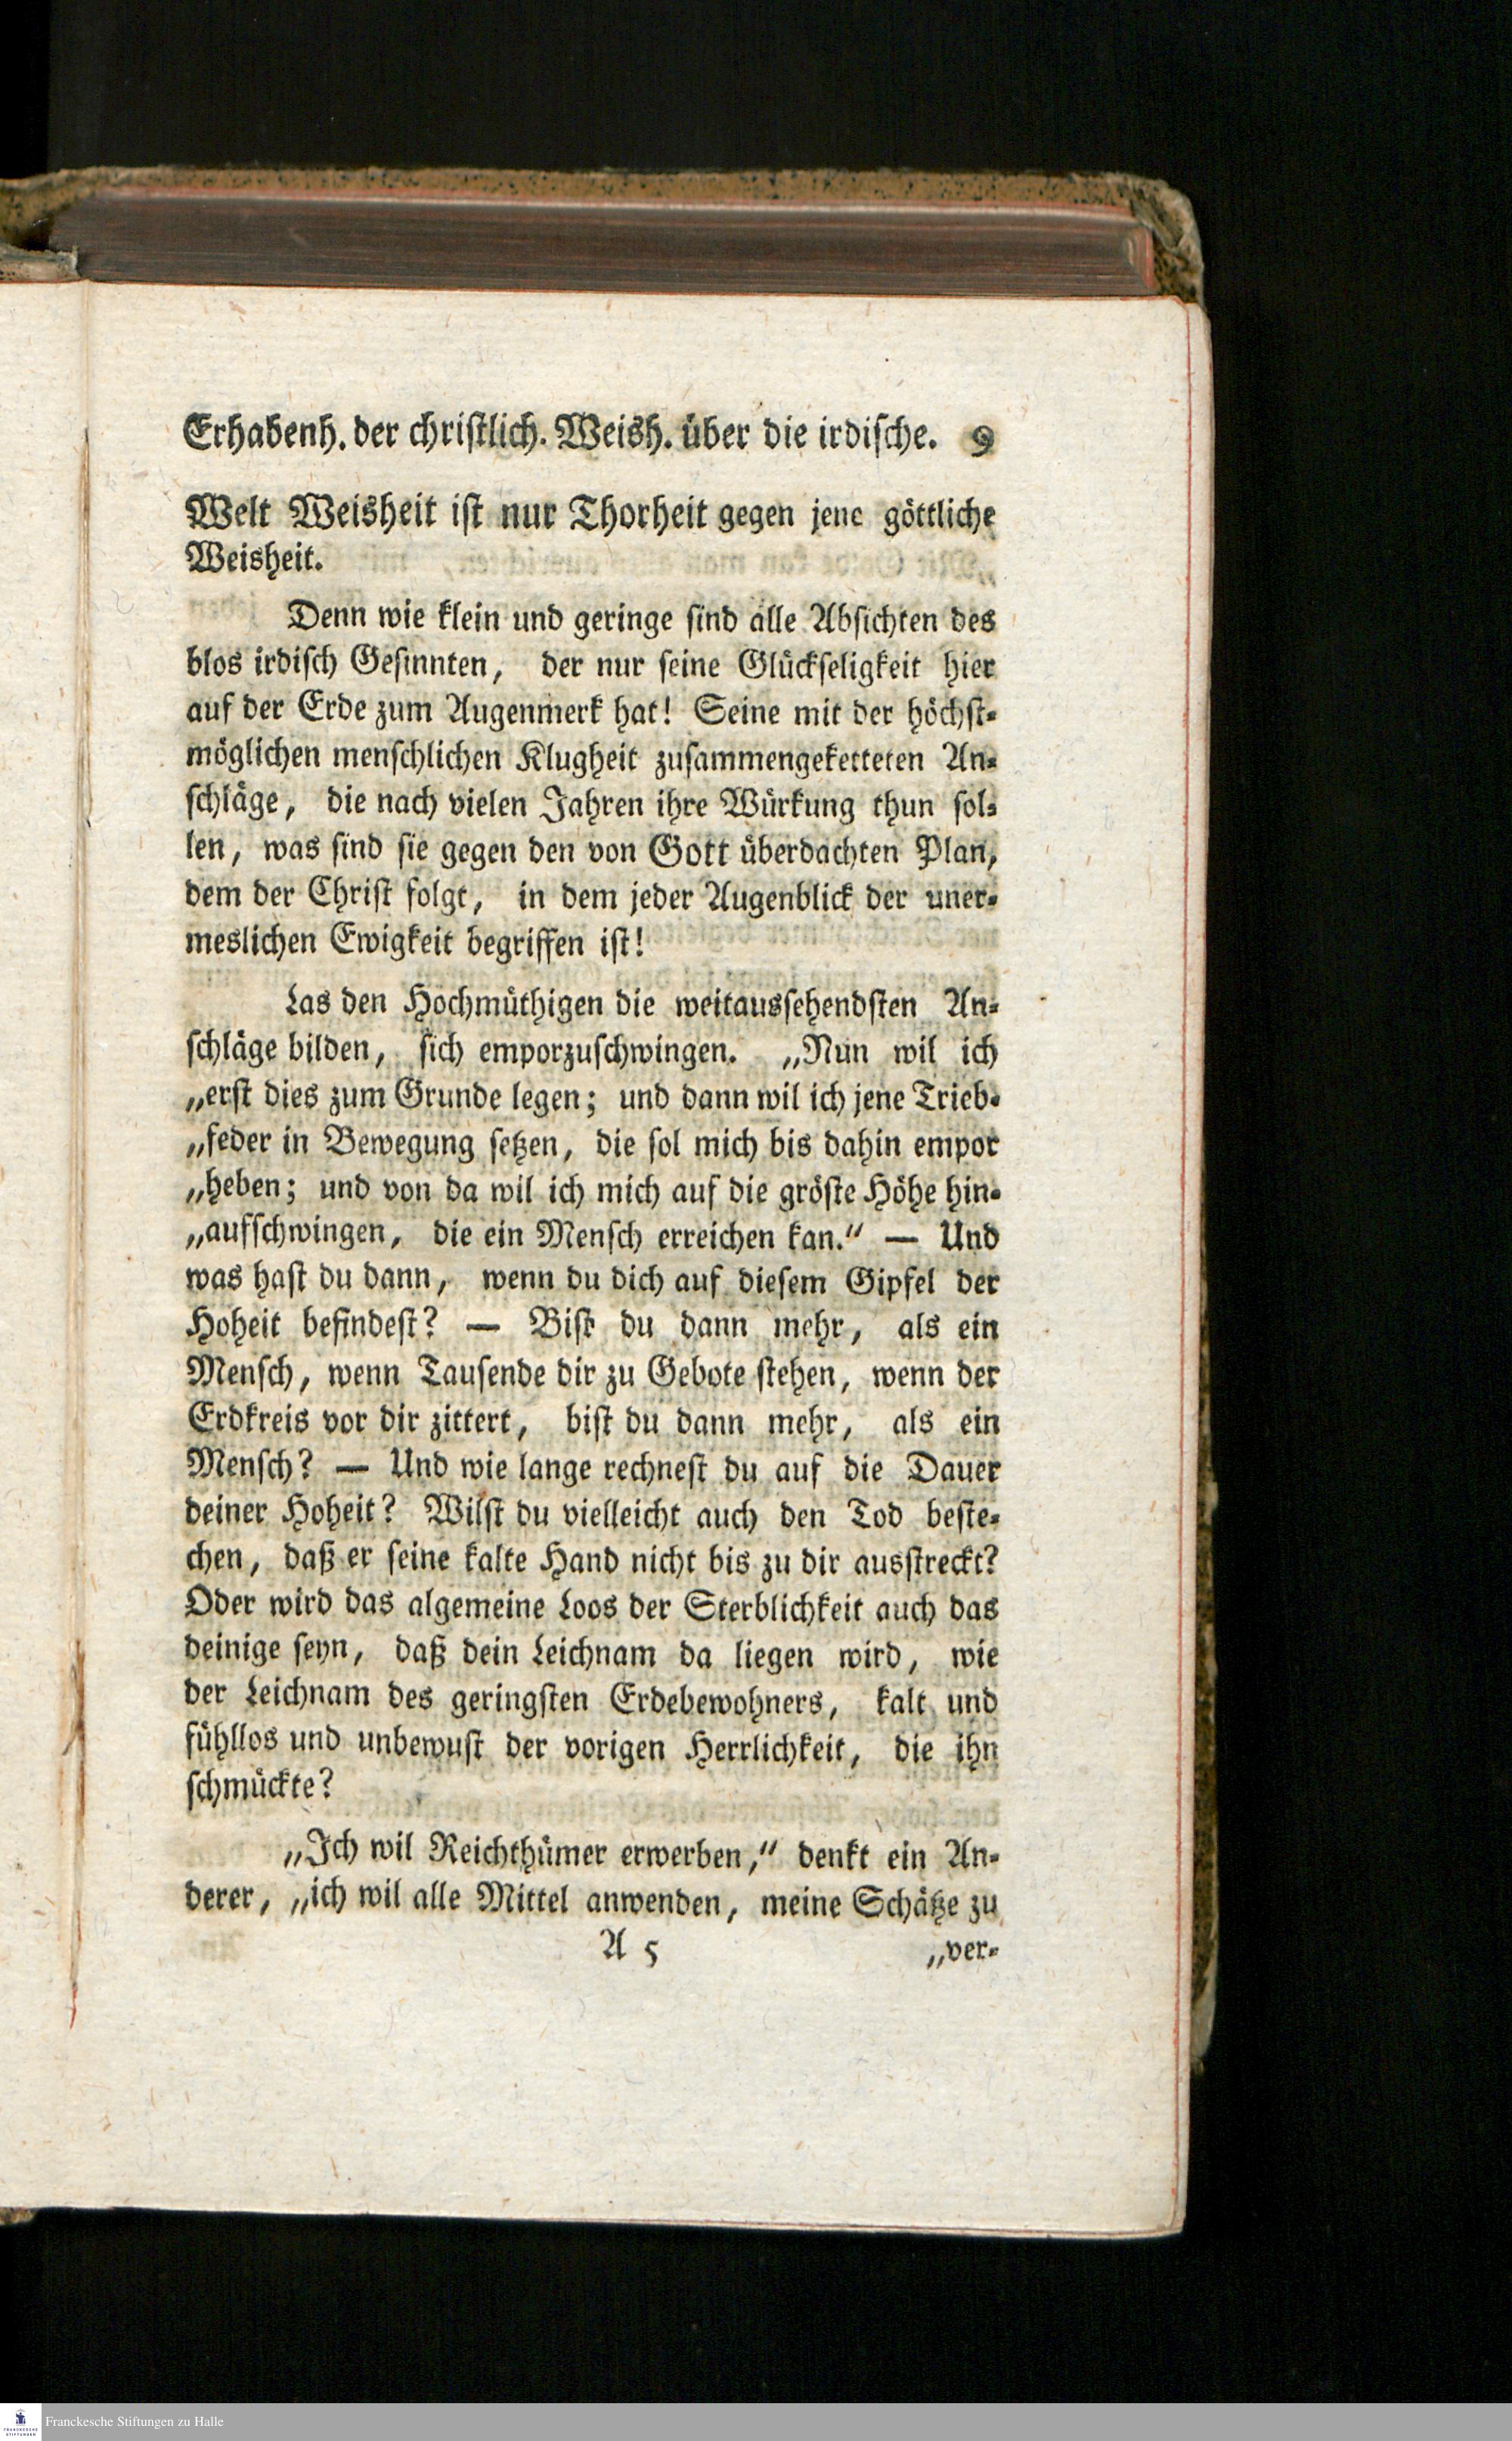 Erhabenh. der christlich. Weish. über die irdische. 9
Welt Weisheit ist nur Thorheit gegen jene göttliche
Weisheit.
Denn wie klein und geringe sind alle Absichten des
blos irdisch Gesinnten, der nur seine Glückseligkeit hier
auf der Erde zum Augenmerk hat! Seine mit der höchst-
möglichen menschlichen Klugheit zusammengeketteten An-
schläge, die nach vielen Jahren ihre Würkung thun sol-
len, was sind sie gegen den von Gott überdachten Plan,
dem der Christ folgt, in dem jeder Augenblick der uner-
meslichen Ewigkeit begriffen ist!
Las den Hochmüthigen die weitaussehendsten An-
schläge bilden, sich emporzuschwingen. „Nun wil ich
„erst dies zum Grunde legen; und dann wil ich jene Trieb-
„feder in Bewegung setzen, die sol mich bis dahin empor
„heben; und von da wil ich mich auf die gröste Höhe hin-
„aufschwingen, die ein Mensch erreichen kan.“ — Und
was hast du dann, wenn du dich auf diesem Gipfel der
Hoheit befindest? — Bist du dann mehr, als ein
Mensch, wenn Tausende dir zu Gebote stehen, wenn der
Erdkreis vor dir zittert, bist du dann mehr, als ein
Mensch? — Und wie lange rechnest du auf die Dauer
deiner Hoheit? Wilst du vielleicht auch den Tod beste-
chen, daß er seine kalte Hand nicht bis zu dir ausstreckt?
Oder wird das algemeine Loos der Sterblichkeit auch das
deinige seyn, daß dein Leichnam da liegen wird, wie
der Leichnam des geringsten Erdebewohners, kalt und
fühllos und unbewust der vorigen Herrlichkeit, die ihn
schmückte?
„Ich wil Reichthümer erwerben,“ denkt ein An-
derer, „ich wil alle Mittel anwenden, meine Schätze zu
A 5 „ver-
Franckesche Stiftungen zu Halle